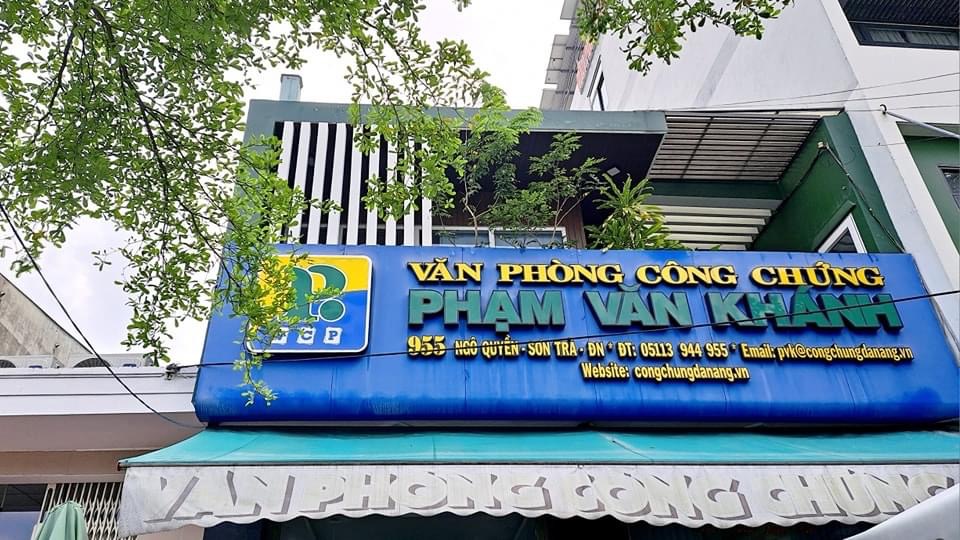 VĂN PHÒNG CÔNG CHỨNG
PHẠM VĂN KHÁNH
955 NGÔ QUYỀN - SƠN TRÀ - ĐN * ĐT: 05113 944 955 * Email: pvk@congchungdanang.vn
Website: congchungdanang.vn
VĂN PHÒNG CÔNG CHỨNG